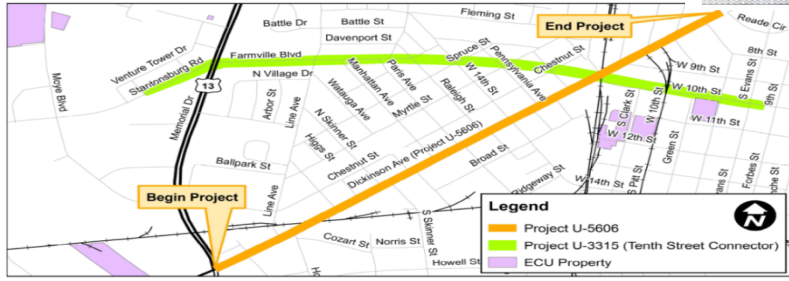 Battle Dr
Battle St
Fleming St
End Project
Reade Cir
Davenport St
8th St
Venture Tower Dr
Stantonsburg Rd
Farmville Blvd
Spruce St
Pennsylvania Ave
Chestnut St
W 9th St
S Evans St
Moye Blvd
Memorial Dr
13
N Village Dr
Manhattan Ave
Paris Ave
W 14th St
W 10th St
9th St
Arbor St
Line Ave
Watauga Ave
Myrtle St
Raleigh St
S Clark St
W 10th St
W 11th St
N Skinner St
Higgs St
W 12th St
Chestnut St
Dickinson Ave (Project U-5606)
Broad St
Green St
Ballpark St
Line Ave
Ridgeway St
W 14th St
S Pitt St
Forbes St
Begin Project
S Skinner St
Cozart St
Norris St
Howell St
Legend
Project U-5606
Project U-3315 (Tenth Street Connector)
ECU Property
N